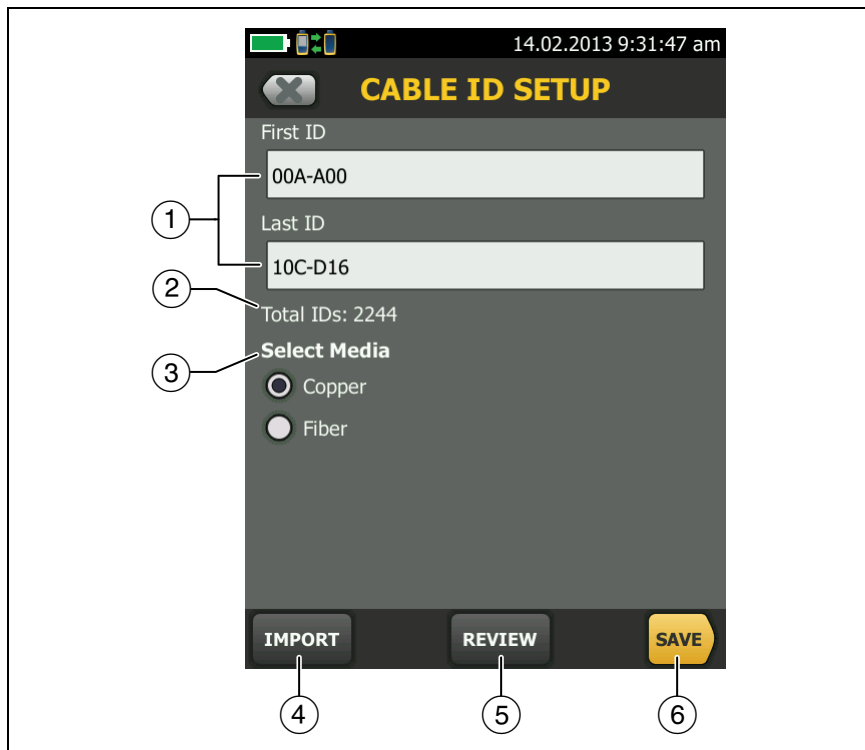 14.02.2013 9:31:47 am
CABLE ID SETUP
First ID
00A-A00
1
Last ID
10C-D16
2
Total IDs: 2244
Select Media
3
Copper
Fiber
IMPORT REVIEW SAVE
4 5 6